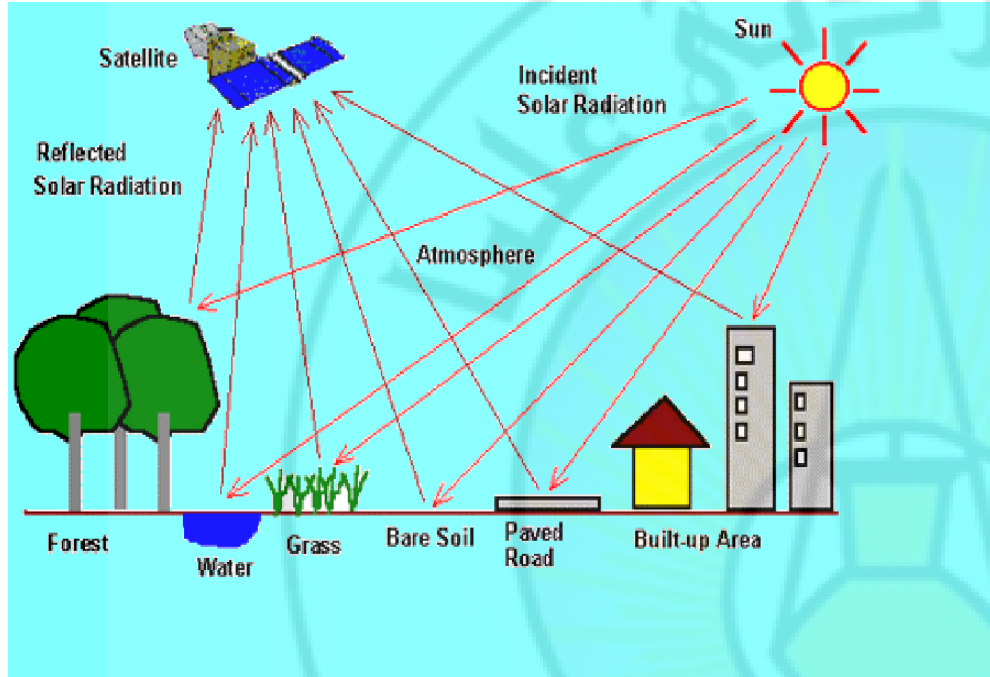 Sun
Satellite
Incident
Solar Radiation
Reflected
Solar Radiation
Atmosphere
Forest
Water
Grass
Bare Soil
Paved
Road
Built-up Area